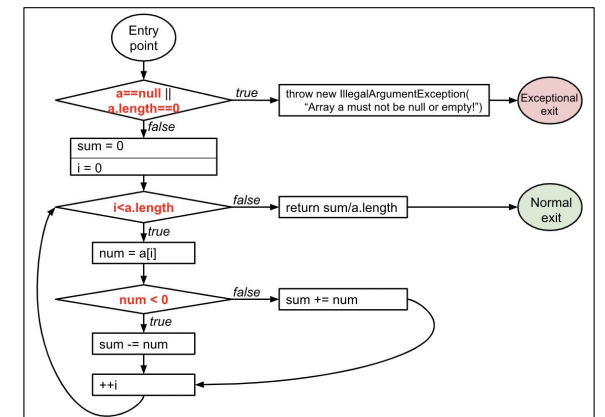 Entry
point
a==null ||
a.length==0
true
throw new IllegalArgumentException(
"Array a must not be null or empty!")
Exceptional
exit
false
sum = 0
i = 0
i<a.length
false
return sum/a.length
Normal
exit
true
num = a[i]
num < 0
false
sum += num
true
sum -= num
++i